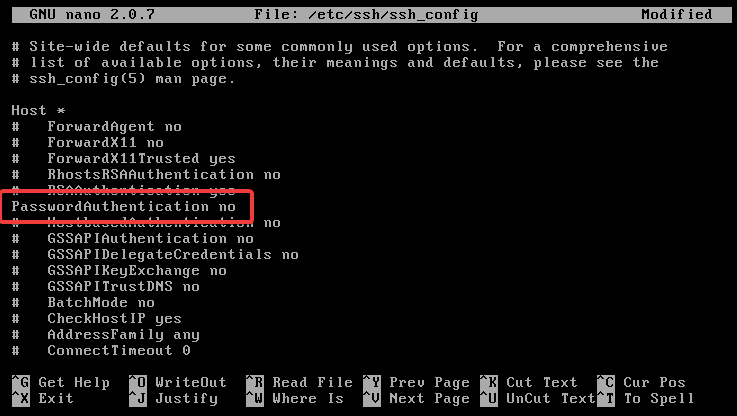 GNU nano 2.0.7 File: /etc/ssh/ssh_config Modified
# Site-wide defaults for some commonly used options. For a comprehensive
# list of available options, their meanings and defaults, please see the
# ssh_config(5) man page.
Host *
# ForwardAgent no
# ForwardX11 no
# ForwardX11Trusted yes
# RhostsRSAAuthentication no
# RSAAuthentication yes
PasswordAuthentication no
# HostbasedAuthentication no
# GSSAPIAuthentication no
# GSSAPIDelegateCredentials no
# GSSAPIKeyExchange no
# GSSAPITrustDNS no
# BatchMode no
# CheckHostIP yes
# AddressFamily any
# ConnectTimeout 0
^G Get Help ^O WriteOut ^R Read File ^Y Prev Page ^K Cut Text ^C Cur Pos
^X Exit ^J Justify ^W Where Is ^V Next Page ^U UnCut Text ^T To Spell